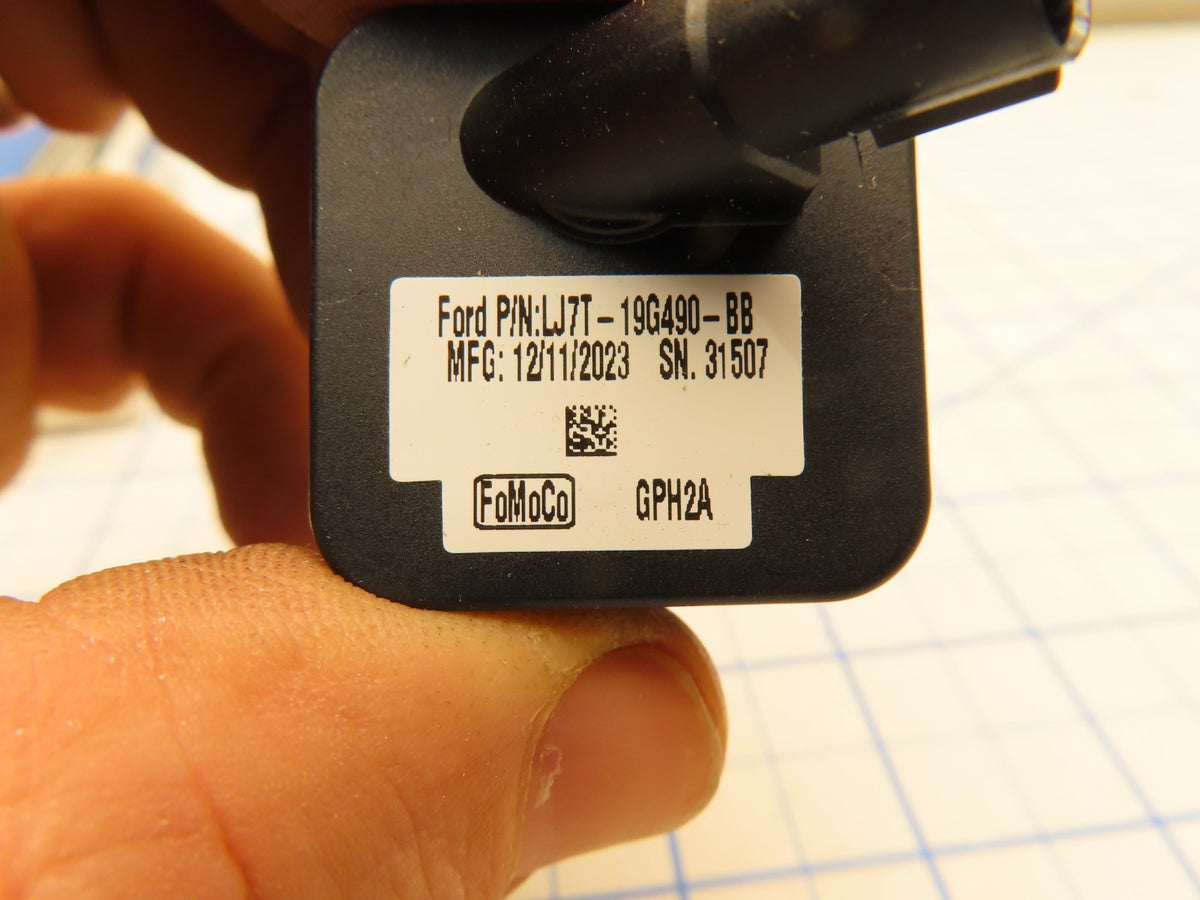 Ford P/N:LJ7T-19G490-BB
MFG: 12/11/2023 SN. 31507
FoMoCo GPH2A